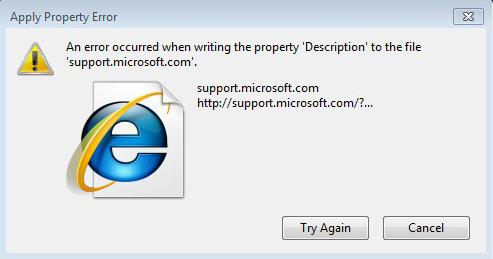 Apply Property Error
An error occurred when writing the property 'Description' to the file
'support.microsoft.com'.
support.microsoft.com
http://support.microsoft.com/?...
Try Again
Cancel